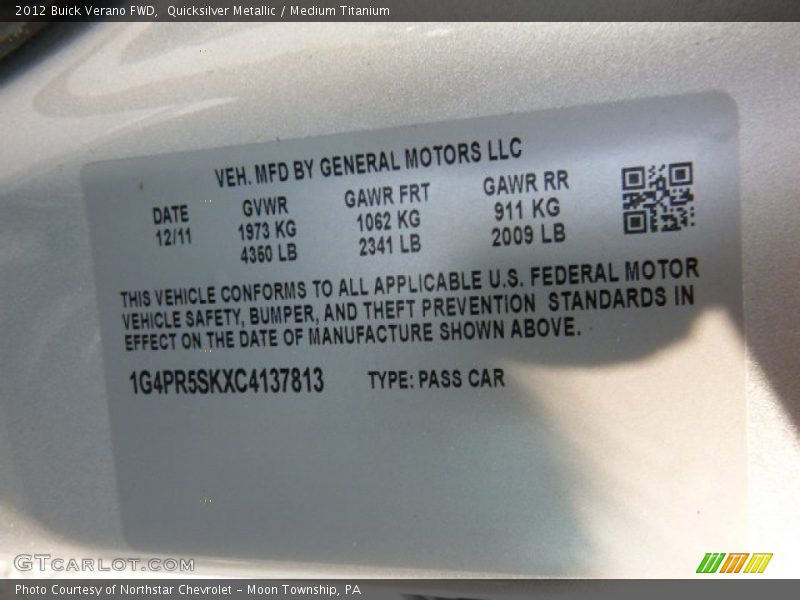 2012 Buick Verano FWD,  Quicksilver Metallic / Medium Titanium
VEH. MFD BY GENERAL MOTORS LLC
DATE GVWR GAWR FRT GAWR RR
12/11 1973 KG 1062 KG 911 KG
4350 LB 2341 LB 2009 LB
THIS VEHICLE CONFORMS TO ALL APPLICABLE U.S. FEDERAL MOTOR
VEHICLE SAFETY, BUMPER, AND THEFT PREVENTION STANDARDS IN
EFFECT ON THE DATE OF MANUFACTURE SHOWN ABOVE.
1G4PR5SKXC4137813 TYPE: PASS CAR
GTCARLOT.COM
Photo Courtesy of Northstar Chevrolet - Moon Township, PA